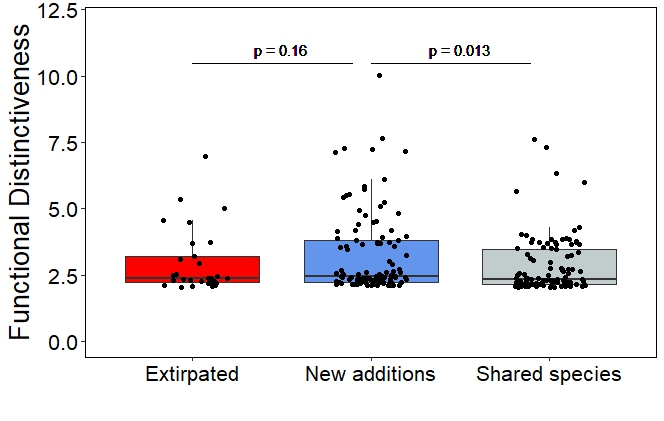 Functional Distinctiveness
12.5
10.0
7.5
5.0
2.5
0.0
p = 0.16
p = 0.013
Extirpated
New additions
Shared species